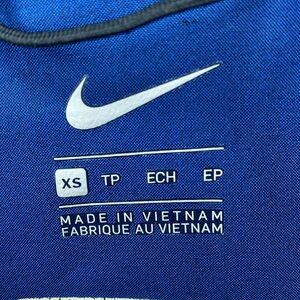 XS TP ECH EP
MADE IN VIETNAM
FABRIQUE AU VIETNAM